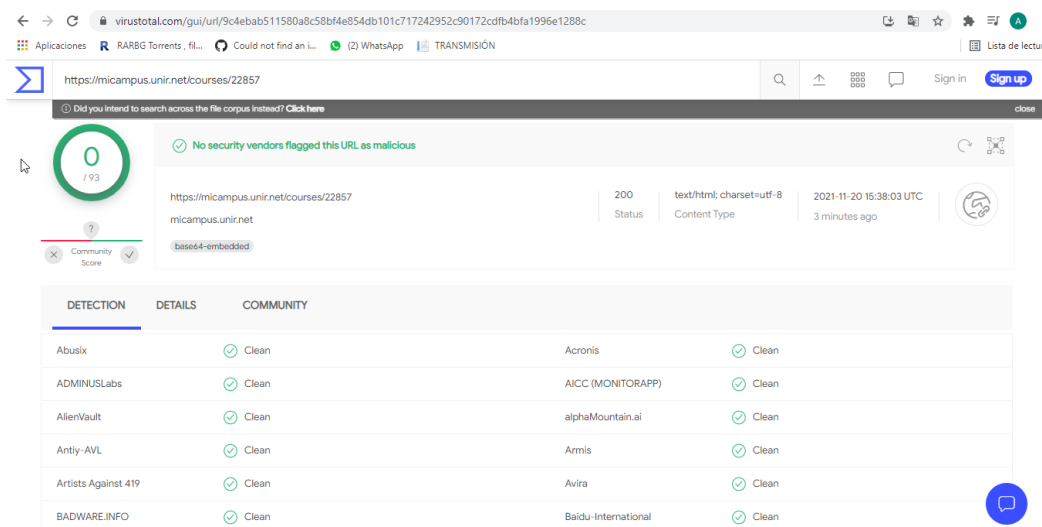 virustotal.com/gui/url/9c4ebab511580a8c58bf4e854db101c717242952c90172cdfb4bfa1996e1288c
A
Aplicaciones R RARBG Torrents , fil... Could not find an i... (2) WhatsApp TRANSMISIÓN Lista de lectu
https://micampus.unir.net/courses/22857 Sign in Sign up
Did you intend to search across the file corpus instead? Click here close
0
/ 93
No security vendors flagged this URL as malicious
https://micampus.unir.net/courses/22857
micampus.unir.net
base64-embedded
200
Status
text/html; charset=utf-8
Content Type
2021-11-20 15:38:03 UTC
3 minutes ago
?
Community
Score
DETECTION DETAILS COMMUNITY
Abusix Clean Acronis Clean
ADMINUSLabs Clean AICC (MONITORAPP) Clean
AlienVault Clean alphaMountain.ai Clean
Antiy-AVL Clean Armis Clean
Artists Against 419 Clean Avira Clean
BADWARE.INFO Clean Baidu-International Clean